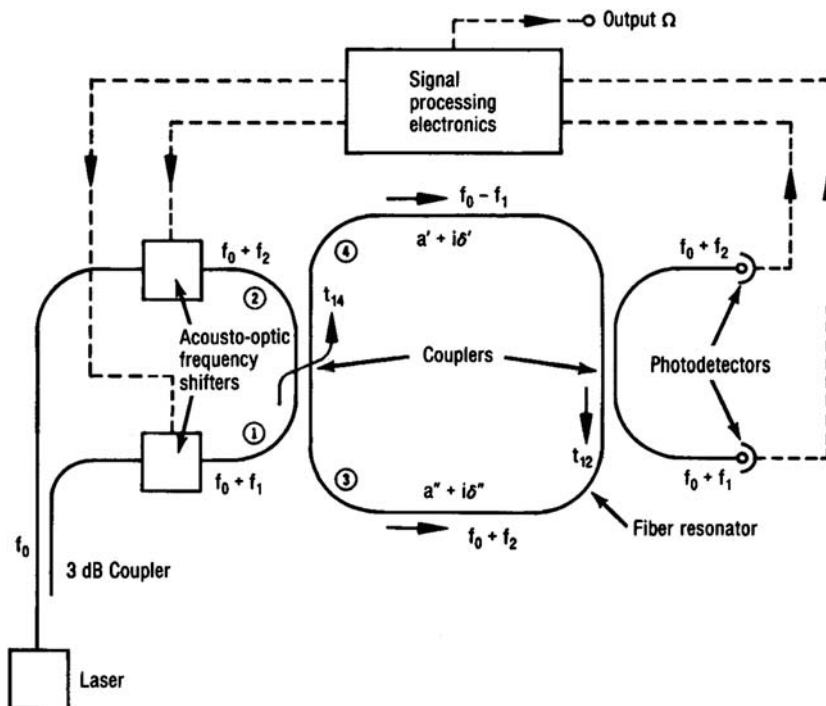 Output Ω
Signal
processing
electronics
f₀ − f₁
a′ + iδ′
f₀ + f₂
④
f₀ + f₂
②
t₁₄
Acousto-optic
frequency
shifters
Couplers
Photodetectors
①
t₁₂
f₀ + f₁
③
a″ + iδ″
f₀ + f₁
f₀ + f₂
Fiber resonator
f₀
3 dB Coupler
Laser